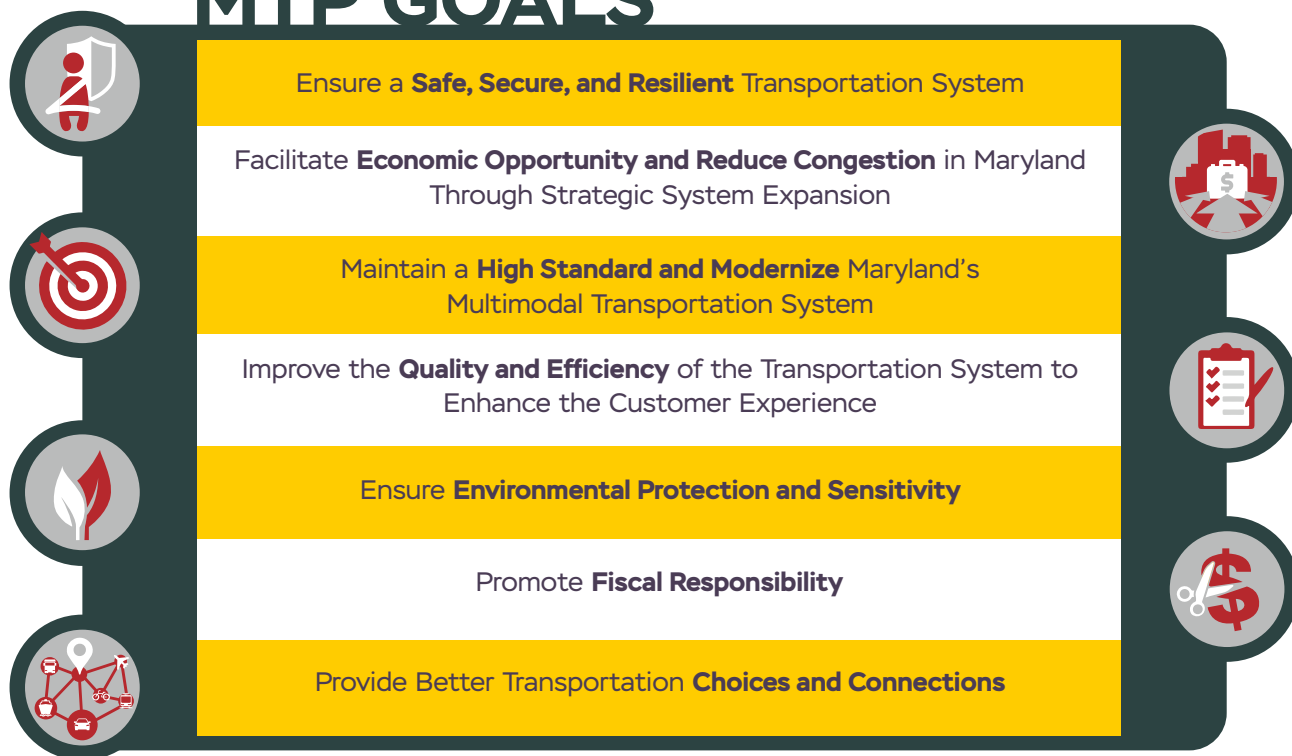 MTP GOALS
Ensure a Safe, Secure, and Resilient Transportation System
Facilitate Economic Opportunity and Reduce Congestion in Maryland
Through Strategic System Expansion
Maintain a High Standard and Modernize Maryland's
Multimodal Transportation System
Improve the Quality and Efficiency of the Transportation System to
Enhance the Customer Experience
Ensure Environmental Protection and Sensitivity
Promote Fiscal Responsibility
Provide Better Transportation Choices and Connections
$
$